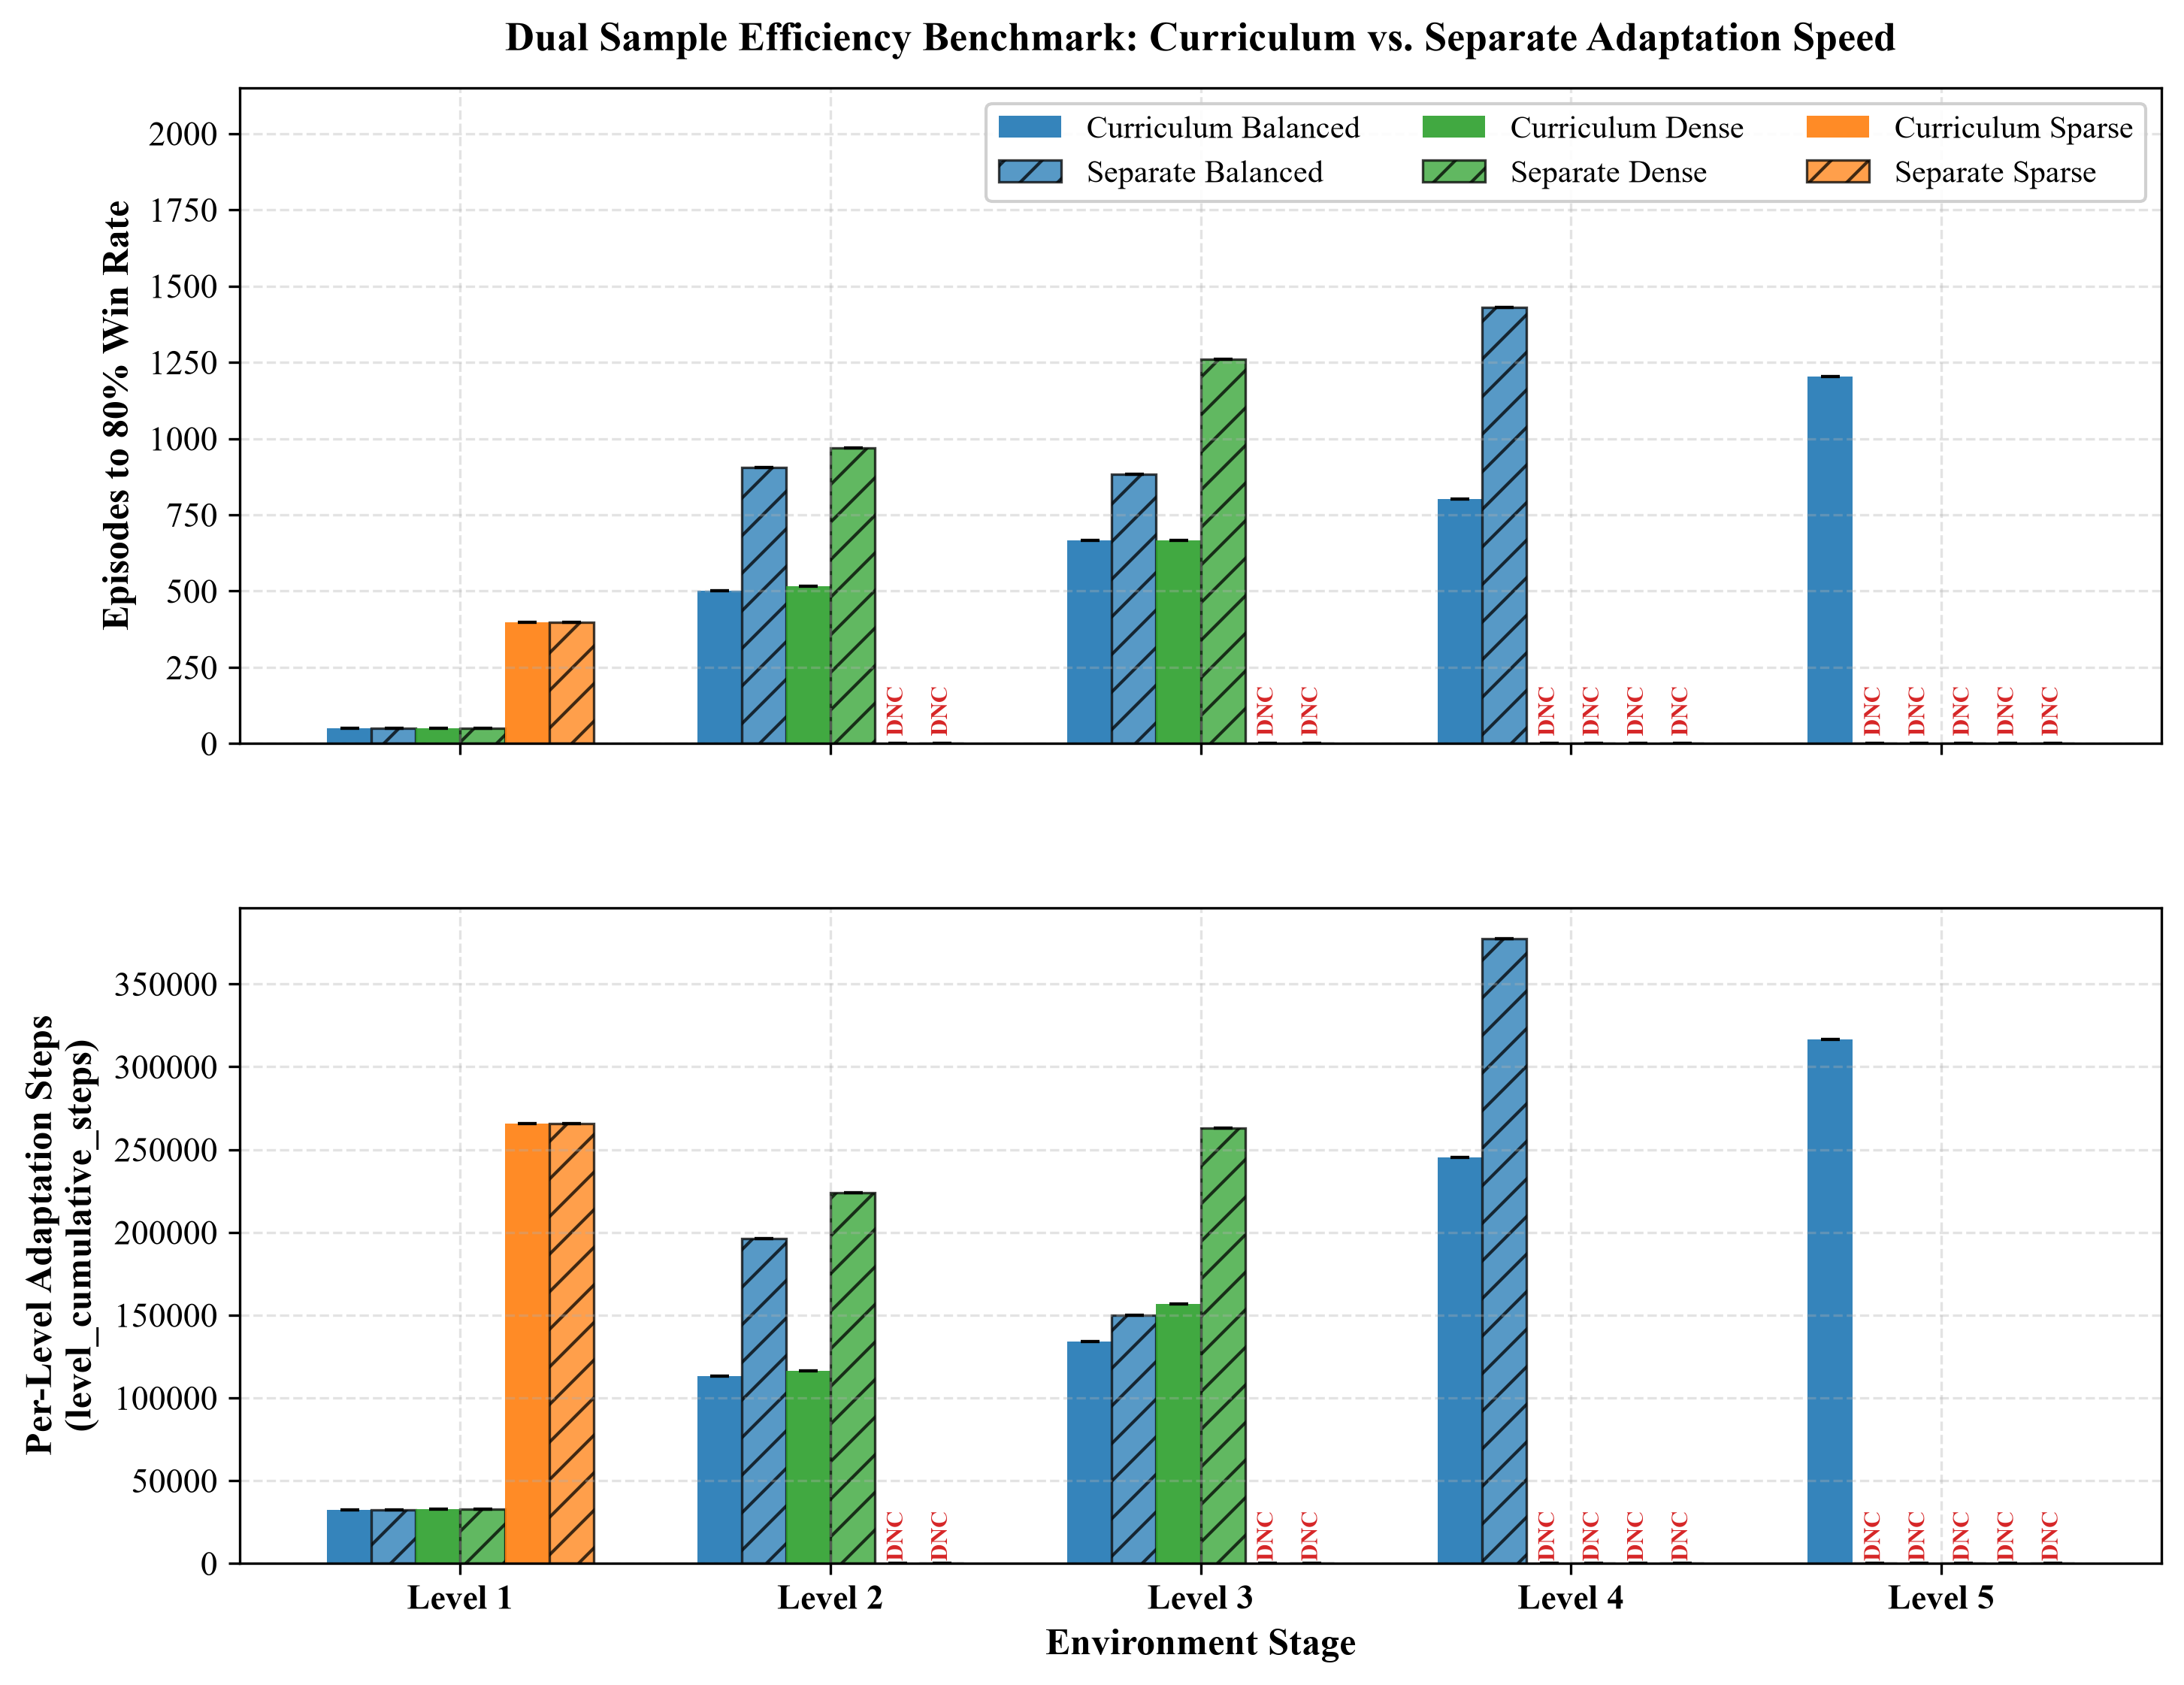 Dual Sample Efficiency Benchmark: Curriculum vs. Separate Adaptation Speed
Curriculum Balanced
Curriculum Dense
Curriculum Sparse
Separate Balanced
Separate Dense
Separate Sparse
Episodes to 80% Win Rate
2000
1750
1500
1250
1000
750
500
250
0
DNC
DNC
DNC
DNC
DNC
DNC
DNC
DNC
DNC
DNC
DNC
DNC
DNC
Per-Level Adaptation Steps
(level_cumulative_steps)
350000
300000
250000
200000
150000
100000
50000
0
DNC
DNC
DNC
DNC
DNC
DNC
DNC
DNC
DNC
DNC
DNC
DNC
DNC
Level 1
Level 2
Level 3
Level 4
Level 5
Environment Stage